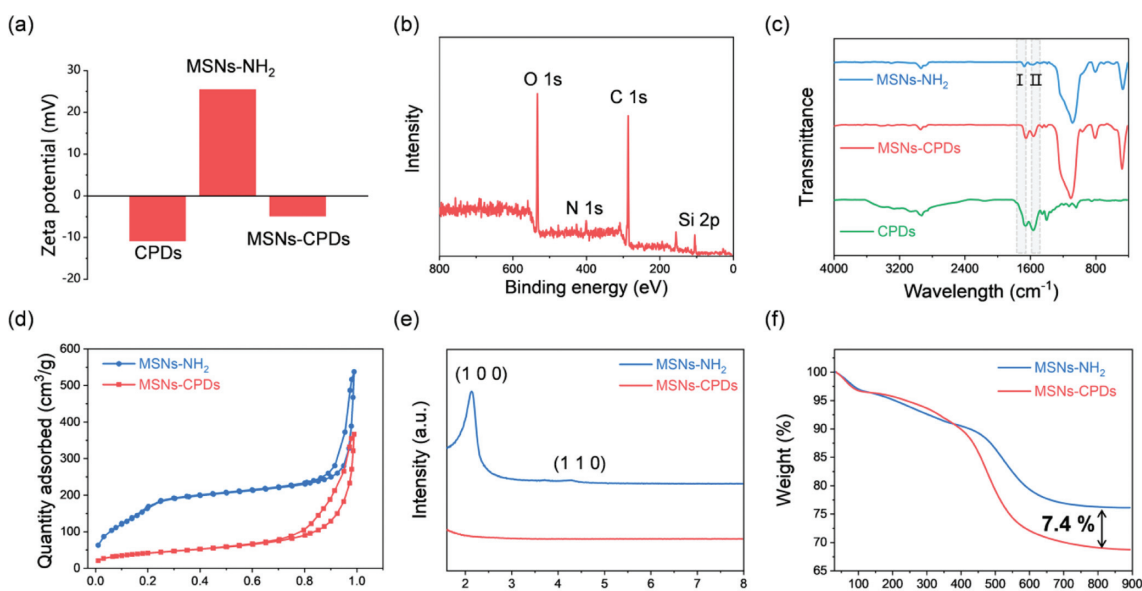 (a)
Zeta potential (mV)
30
20
10
0
-10
-20
MSNs-NH₂
CPDs
MSNs-CPDs
(b)
Intensity
O 1s
C 1s
N 1s
Si 2p
800 600 400 200 0
Binding energy (eV)
(c)
Transmittance
MSNs-NH₂
I II
MSNs-CPDs
CPDs
4000 3200 2400 1600 800
Wavelength (cm⁻¹)
(d)
Quantity adsorbed (cm³/g)
600
500
400
300
200
100
0
MSNs-NH₂
MSNs-CPDs
0.0 0.2 0.4 0.6 0.8 1.0
(e)
Intensity (a.u.)
MSNs-NH₂
MSNs-CPDs
(1 0 0)
(1 1 0)
2 3 4 5 6 7 8
(f)
Weight (%)
100
95
90
85
80
75
70
65
MSNs-NH₂
MSNs-CPDs
7.4 %
100 200 300 400 500 600 700 800 900